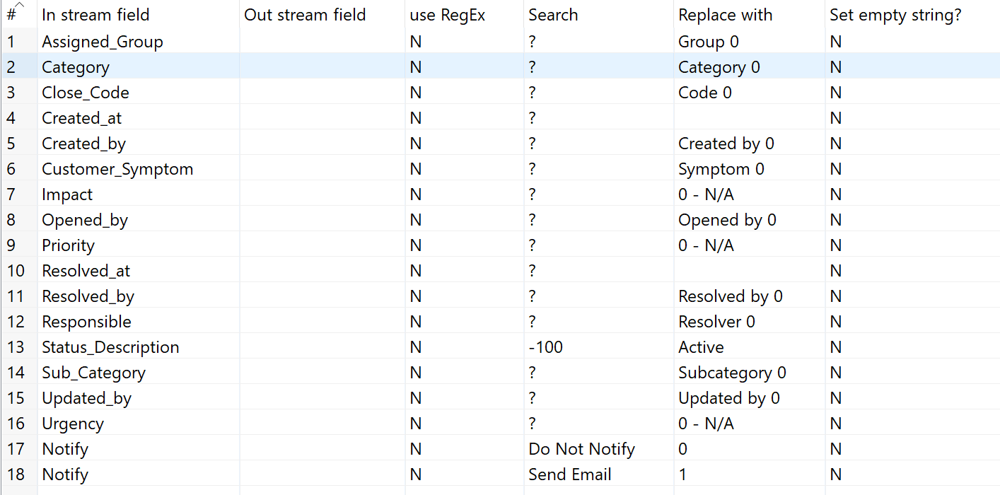 # In stream field Out stream field use RegEx Search Replace with Set empty string?
1 Assigned_Group N ? Group 0 N
2 Category N ? Category 0 N
3 Close_Code N ? Code 0 N
4 Created_at N ? N
5 Created_by N ? Created by 0 N
6 Customer_Symptom N ? Symptom 0 N
7 Impact N ? 0 - N/A N
8 Opened_by N ? Opened by 0 N
9 Priority N ? 0 - N/A N
10 Resolved_at N ? N
11 Resolved_by N ? Resolved by 0 N
12 Responsible N ? Resolver 0 N
13 Status_Description N -100 Active N
14 Sub_Category N ? Subcategory 0 N
15 Updated_by N ? Updated by 0 N
16 Urgency N ? 0 - N/A N
17 Notify N Do Not Notify 0 N
18 Notify N Send Email 1 N